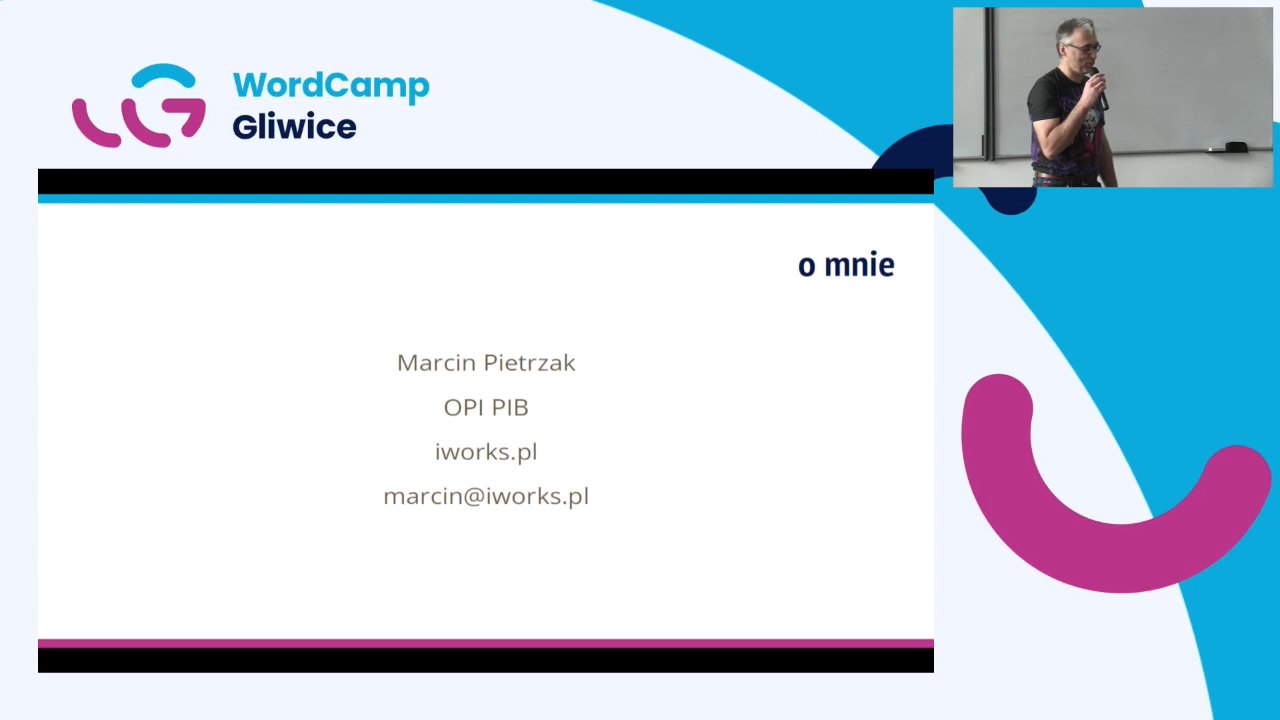 WordCamp
Gliwice
o mnie
Marcin Pietrzak
OPI PIB
iworks.pl
marcin@iworks.pl